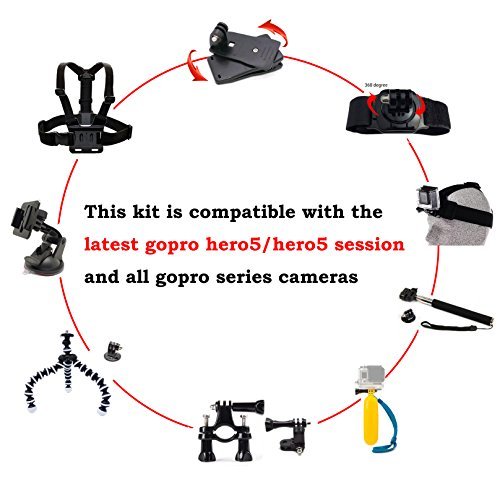 360 degree
This kit is compatible with the
latest gopro hero5/hero5 session
and all gopro series cameras